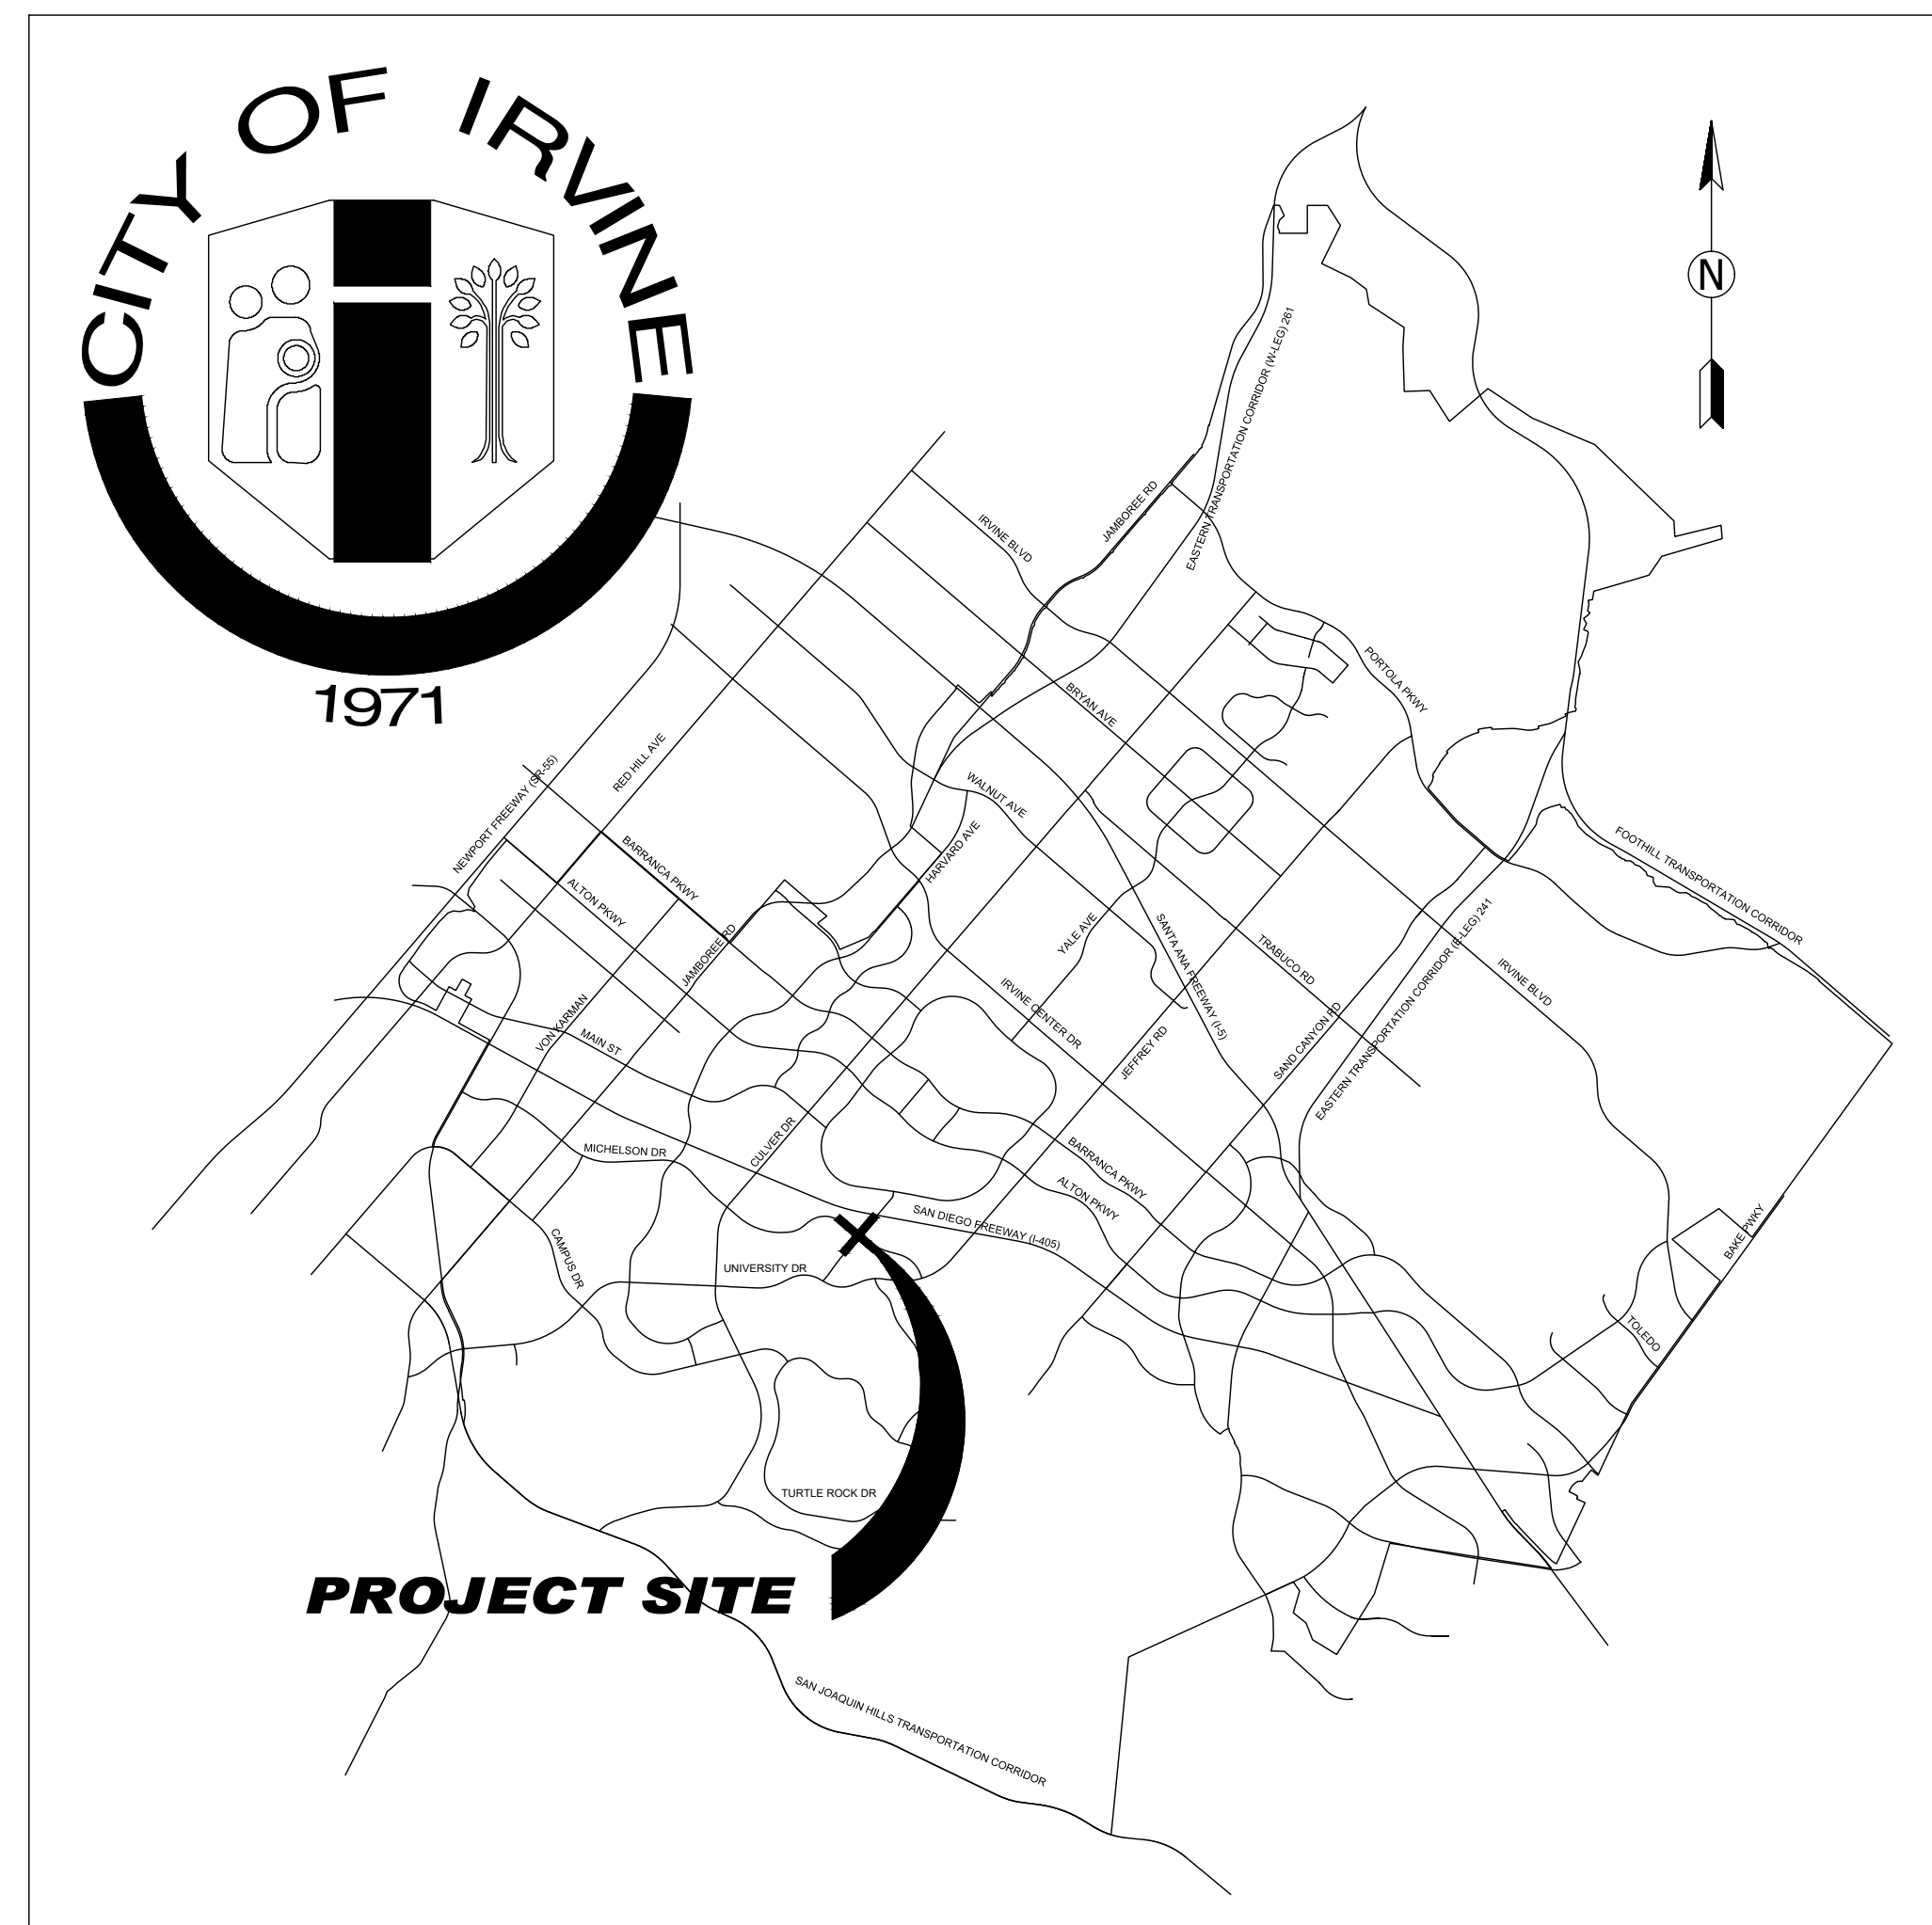 CITY OF IRVINE
1971
N
EASTERN TRANSPORTATION CORRIDOR (W-LEG) 261
JAMBOREE RD
IRVINE BLVD
PORTOLA PKWY
BRYAN AVE
RED HILL AVE
NEWPORT FREEWAY (SR-55)
WALNUT AVE
HARVARD AVE
BARRANCA PKWY
ALTON PKWY
FOOTHILL TRANSPORTATION CORRIDOR
JAMBOREE RD
YALE AVE
SANTA ANA FREEWAY (I-5)
TRABUCO RD
EASTERN TRANSPORTATION CORRIDOR (E-LEG) 241
IRVINE BLVD
IRVINE CENTER DR
VON KARMAN
MAIN ST
JEFFREY RD
SAND CANYON RD
CULVER DR
MICHELSON DR
BARRANCA PKWY
ALTON PKWY
SAN DIEGO FREEWAY (I-405)
BAKE PWKY
CAMPUS DR
UNIVERSITY DR
TOLEDO
TURTLE ROCK DR
PROJECT SITE
SAN JOAQUIN HILLS TRANSPORTATION CORRIDOR